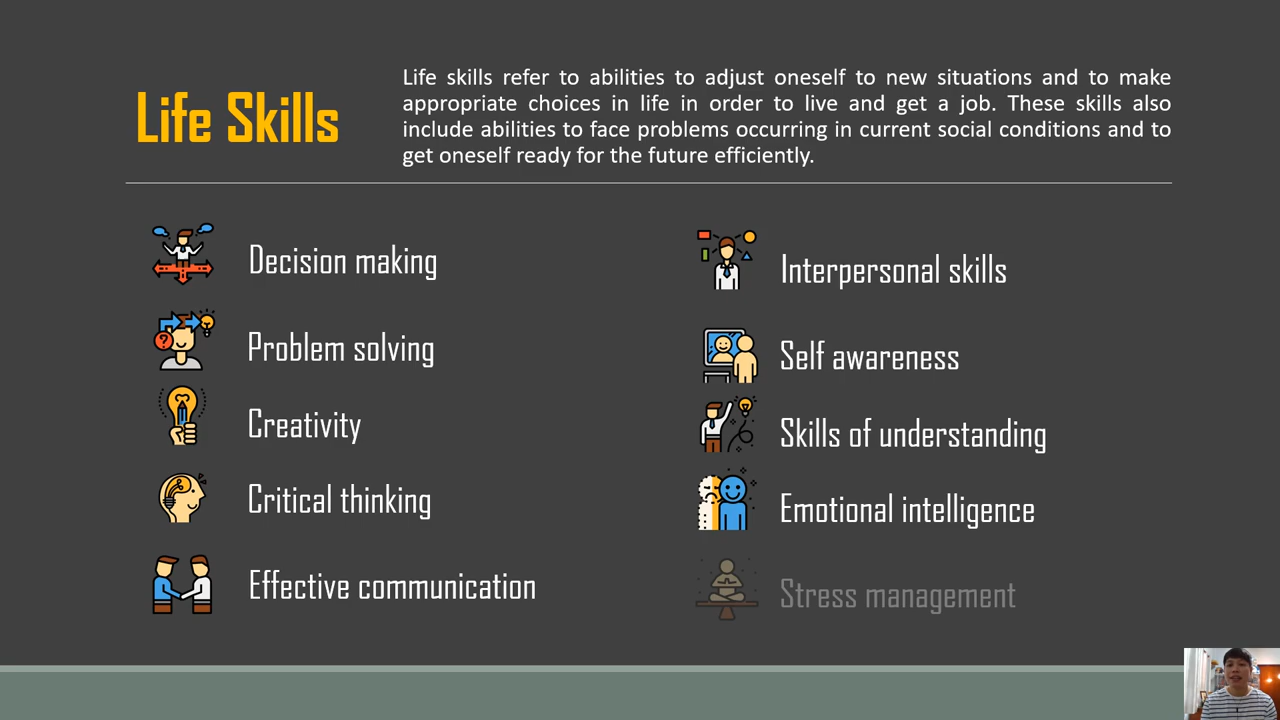 Life Skills
Life skills refer to abilities to adjust oneself to new situations and to make
appropriate choices in life in order to live and get a job. These skills also
include abilities to face problems occurring in current social conditions and to
get oneself ready for the future efficiently.
Decision making
Problem solving
Creativity
Critical thinking
Effective communication
Interpersonal skills
Self awareness
Skills of understanding
Emotional intelligence
Stress management